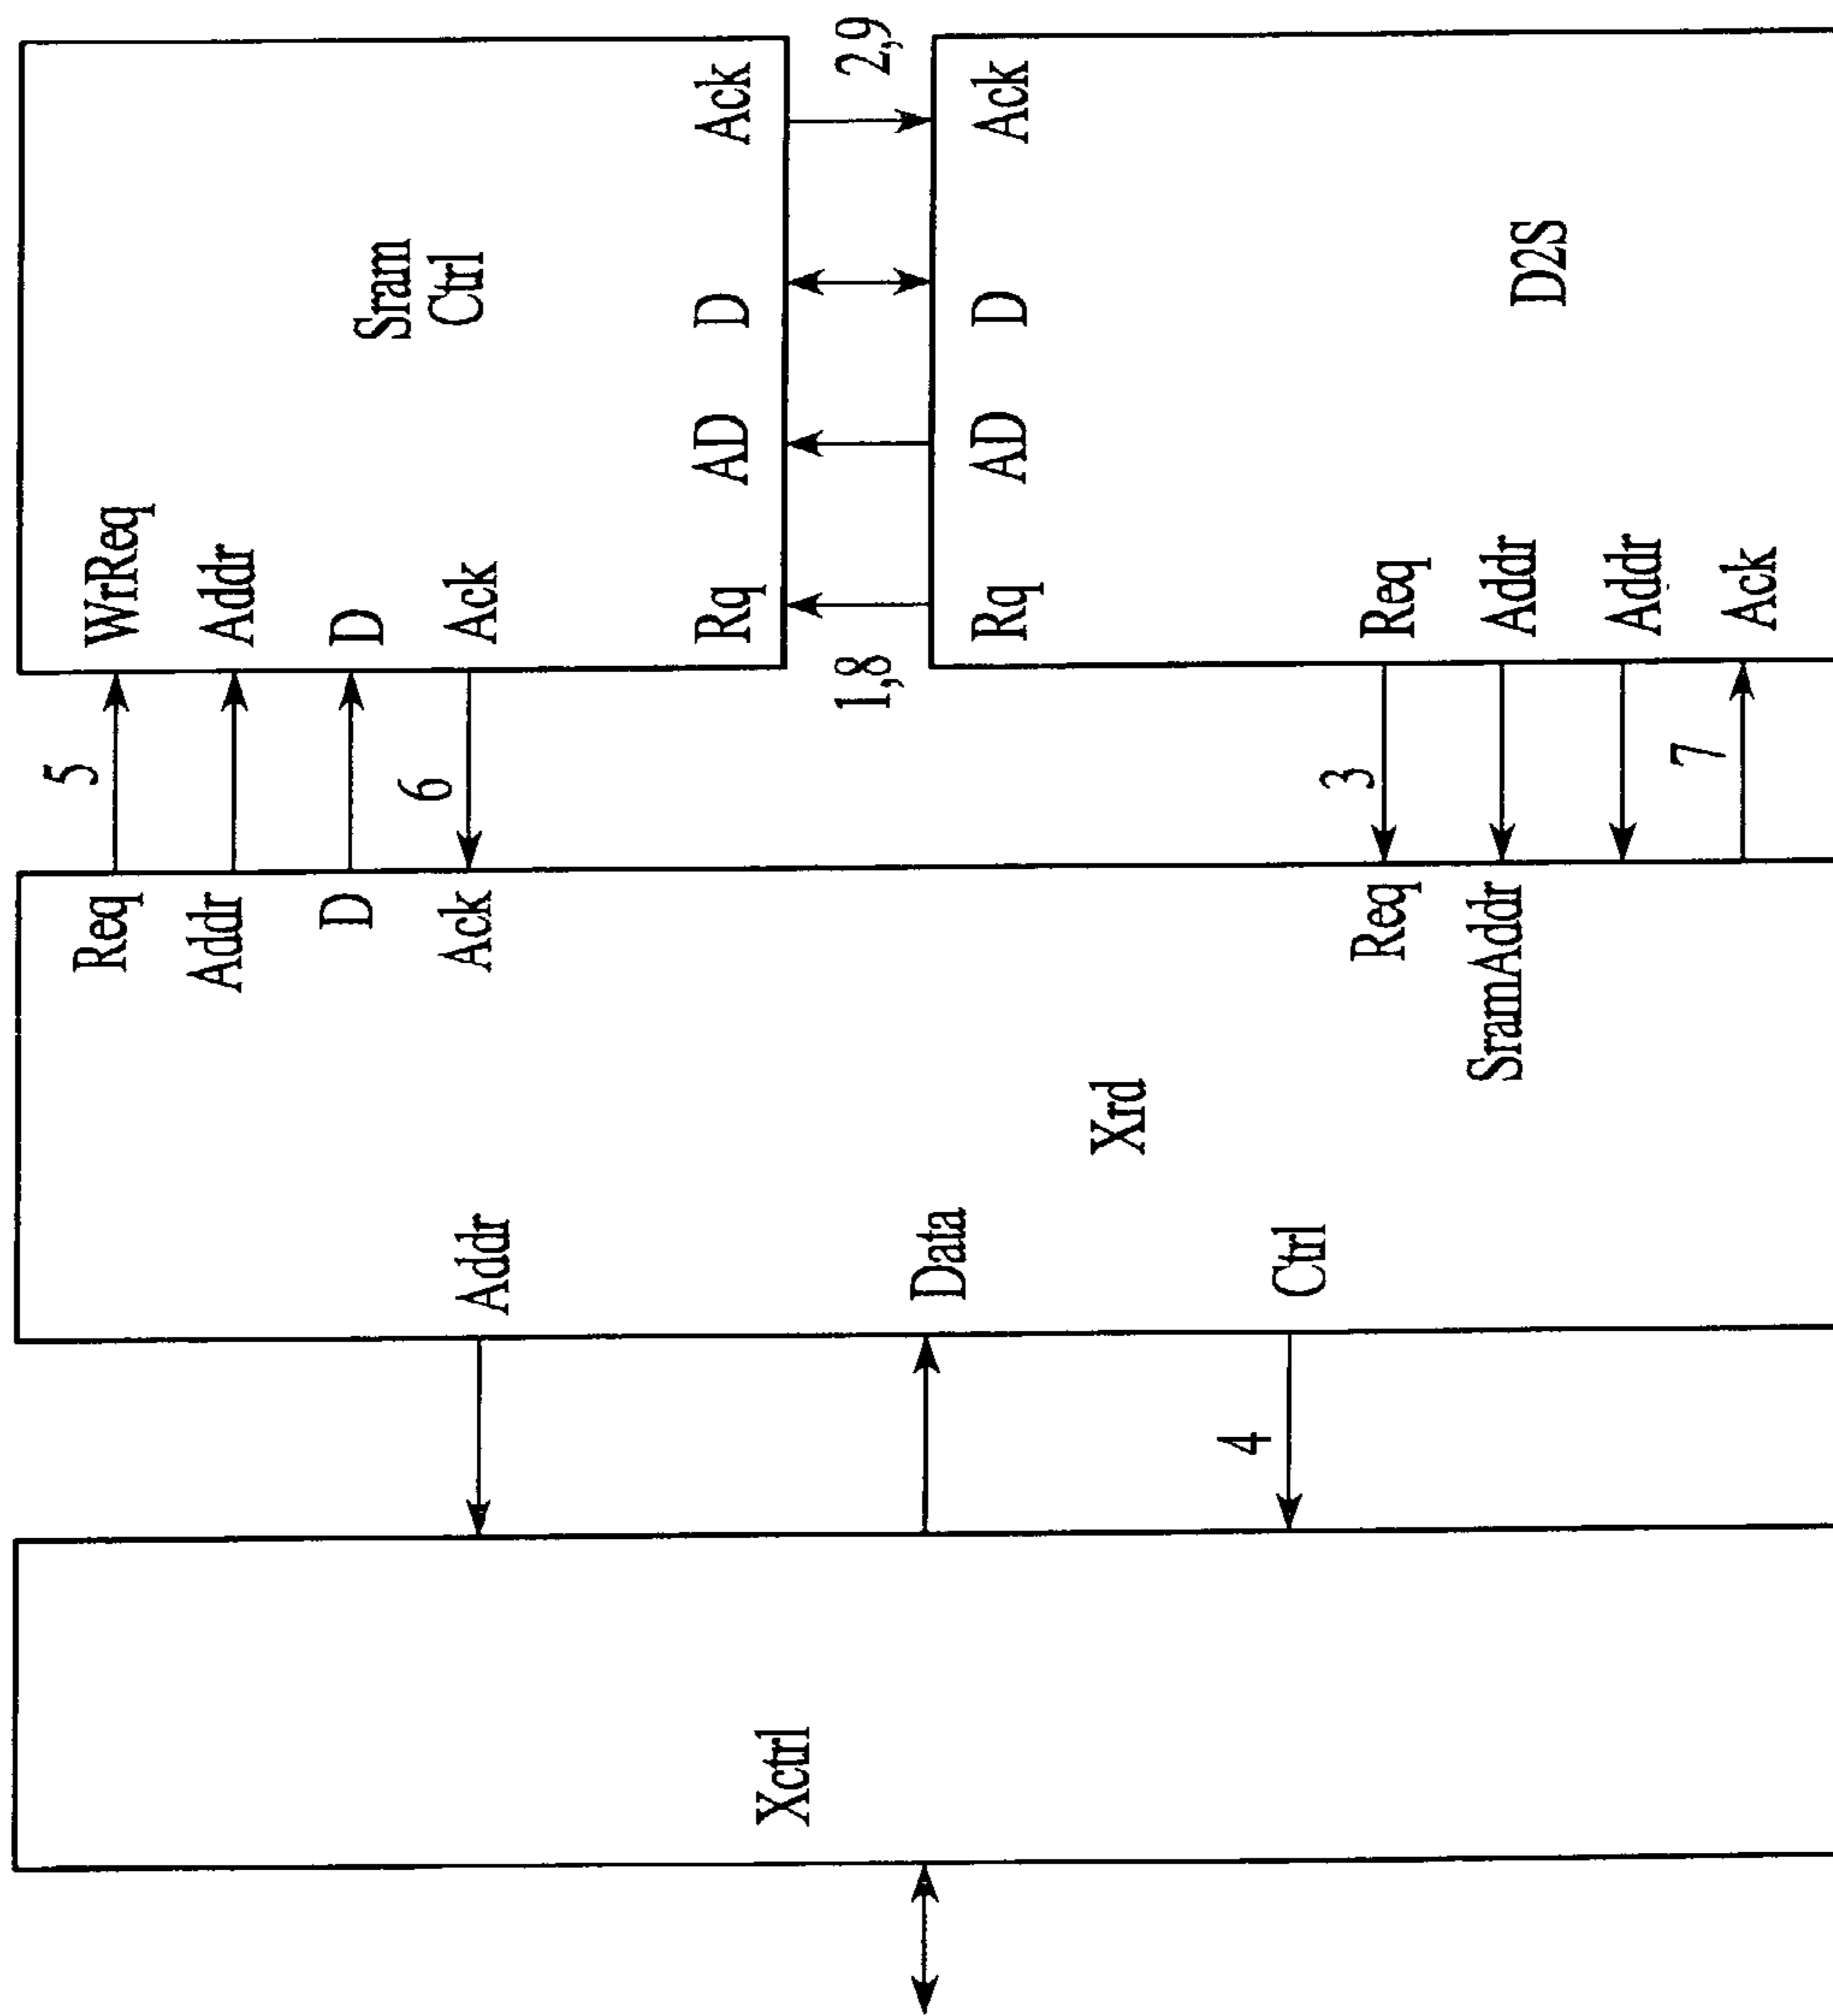 5
Req
WrReq
Addr
Addr
D
D
Sram
Ctrl
6
Addr
Ack
Ack
Rq
AD
D
Ack
Xctrl
1,8
2,9
Data
Rq
AD
D
Ack
Xrd
4
Ctrl
3
Req
Req
SramAddr
Addr
D2S
Addr
7
Ack